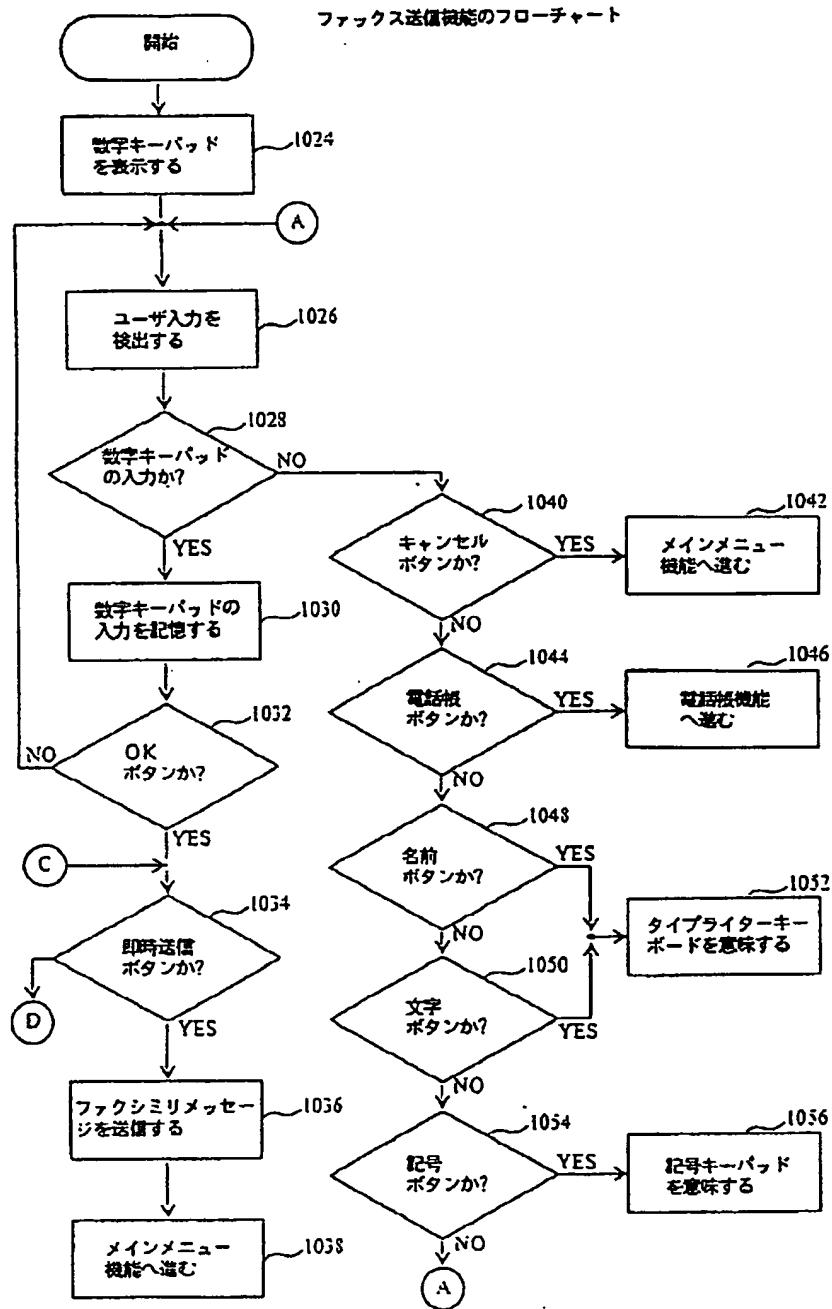 ファックス送信機能のフローチャート
開始
数字キーパッド
を表示する
1024
A
ユーザ入力を
検出する
1026
数字キーパッド
の入力か?
1028
NO
YES
数字キーパッドの
入力を記憶する
1030
OK
ボタンか?
1032
NO
YES
C
即時送信
ボタンか?
1034
D
YES
ファクシミリメッセー
ジを送信する
1036
メインメニュー
機能へ進む
1038
キャンセル
ボタンか?
1040
YES
NO
メインメニュー
機能へ進む
1042
電話帳
ボタンか?
1044
YES
NO
電話帳機能
へ進む
1046
名前
ボタンか?
1048
YES
NO
文字
ボタンか?
1050
YES
NO
タイプライターキー
ボードを意味する
1052
記号
ボタンか?
1054
YES
NO
記号キーパッド
を意味する
1056
A